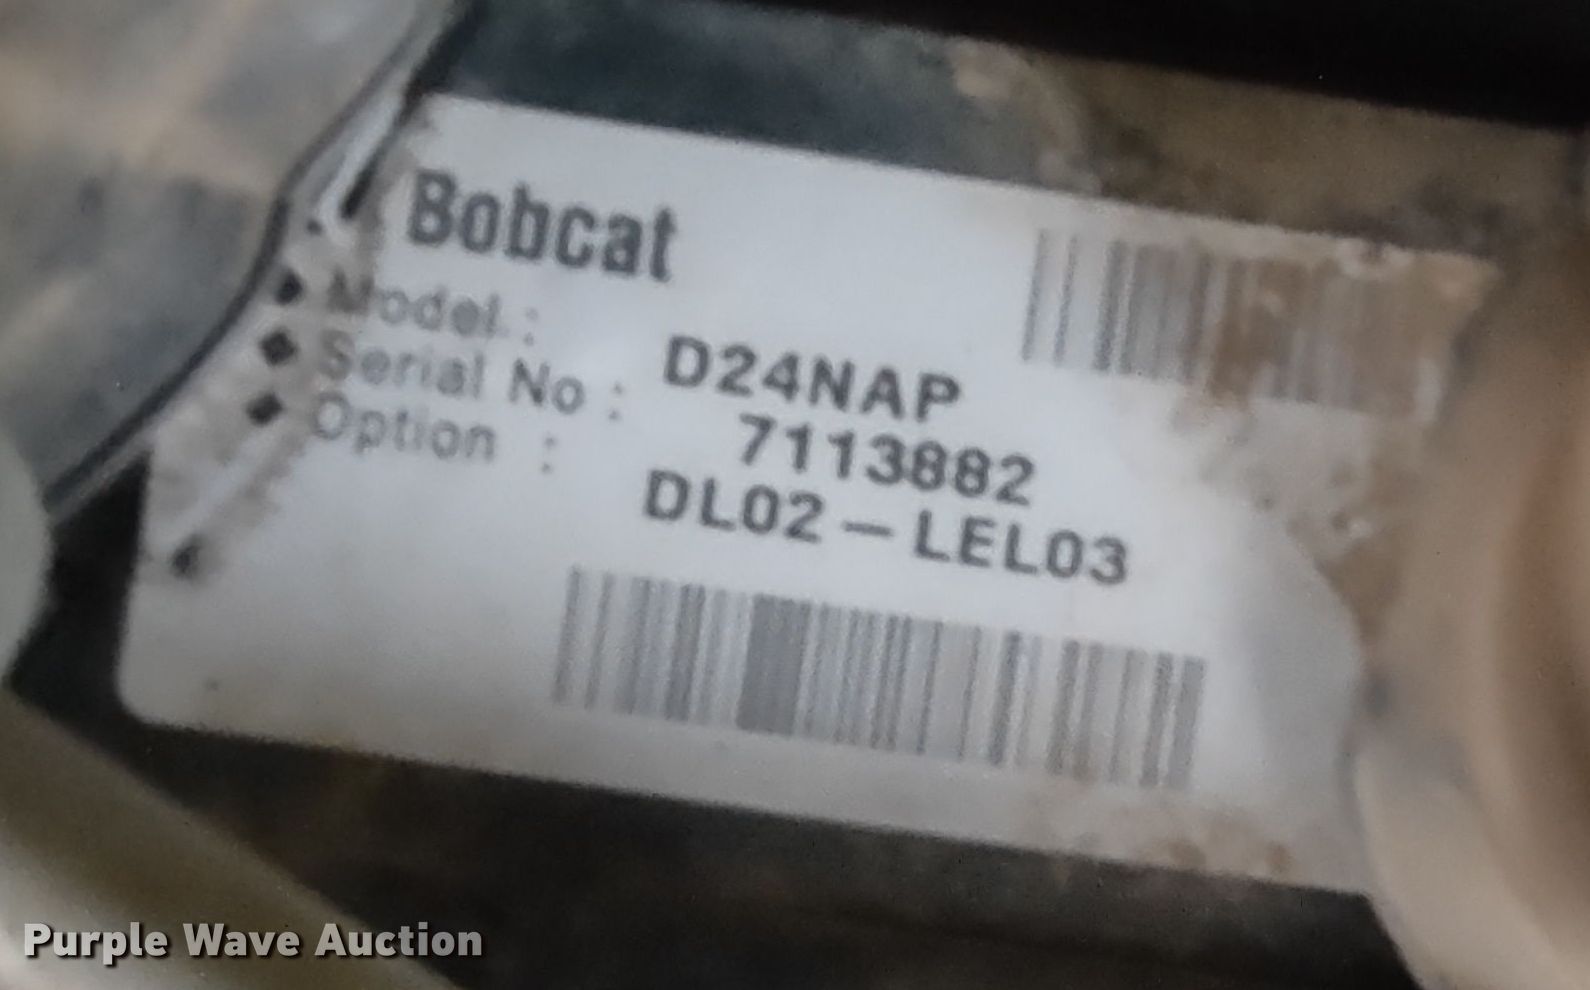 Bobcat
◆ Model : D24NAP
◆ Serial No : 7113882
◆ Option : DL02-LEL03
Purple Wave Auction